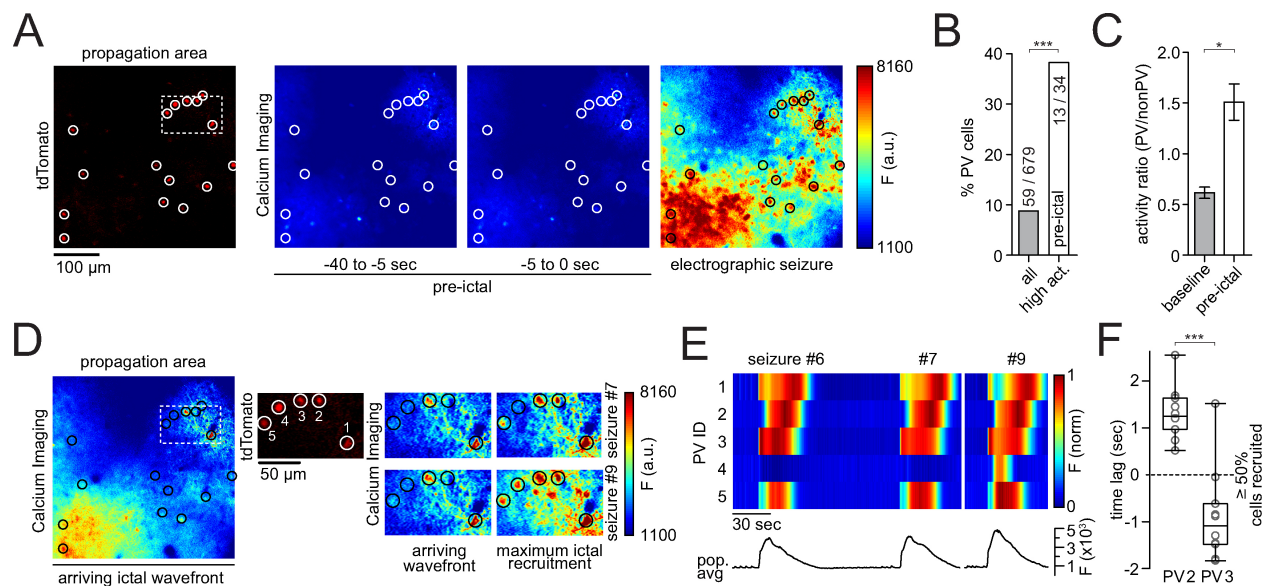 A
propagation area
tdTomato
100 µm
Calcium Imaging
-40 to -5 sec
-5 to 0 sec
pre-ictal
electrographic seizure
8160
F (a.u.)
1100
B
***
% PV cells
40
30
20
10
0
59 / 679
13 / 34
pre-ictal
all
high act.
C
*
activity ratio (PV/nonPV)
2.0
1.5
1.0
0.5
0.0
baseline
pre-ictal
D
propagation area
Calcium Imaging
arriving ictal wavefront
tdTomato
5
4
3
2
1
50 µm
Calcium Imaging
seizure #7
seizure #9
arriving
wavefront
maximum ictal
recruitment
8160
F (a.u.)
1100
E
seizure #6
#7
#9
PV ID
1
2
3
4
5
30 sec
1
F (norm)
0
pop.
avg
5
3
1
F (x10³)
F
***
time lag (sec)
2
1
0
-1
-2
≥ 50%
cells recruited
PV2 PV3